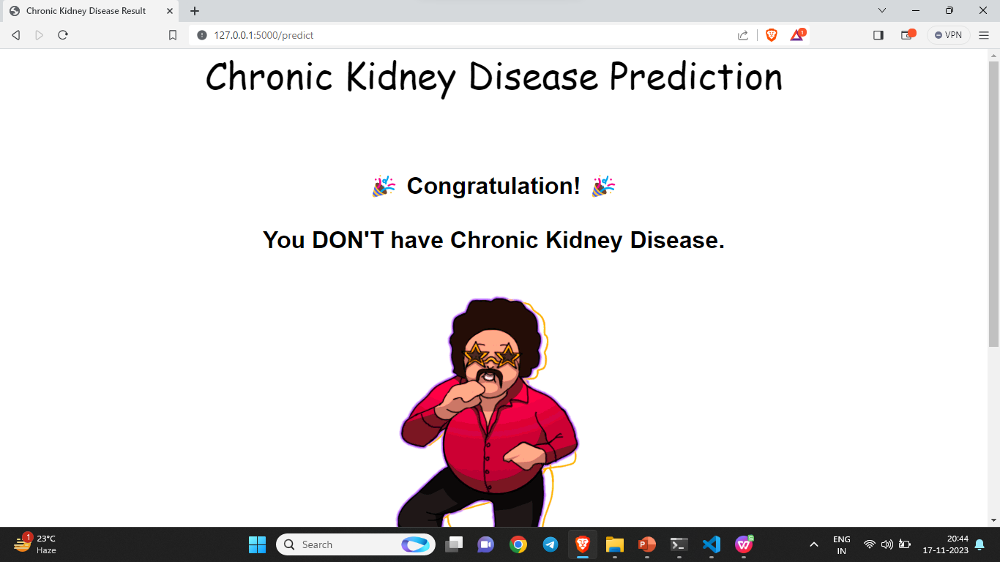 Chronic Kidney Disease Result
127.0.0.1:5000/predict
1
VPN
Chronic Kidney Disease Prediction
🎉 Congratulation! 🎉
You DON'T have Chronic Kidney Disease.
1
23°C
Haze
Search
ENG
IN
20:44
17-11-2023